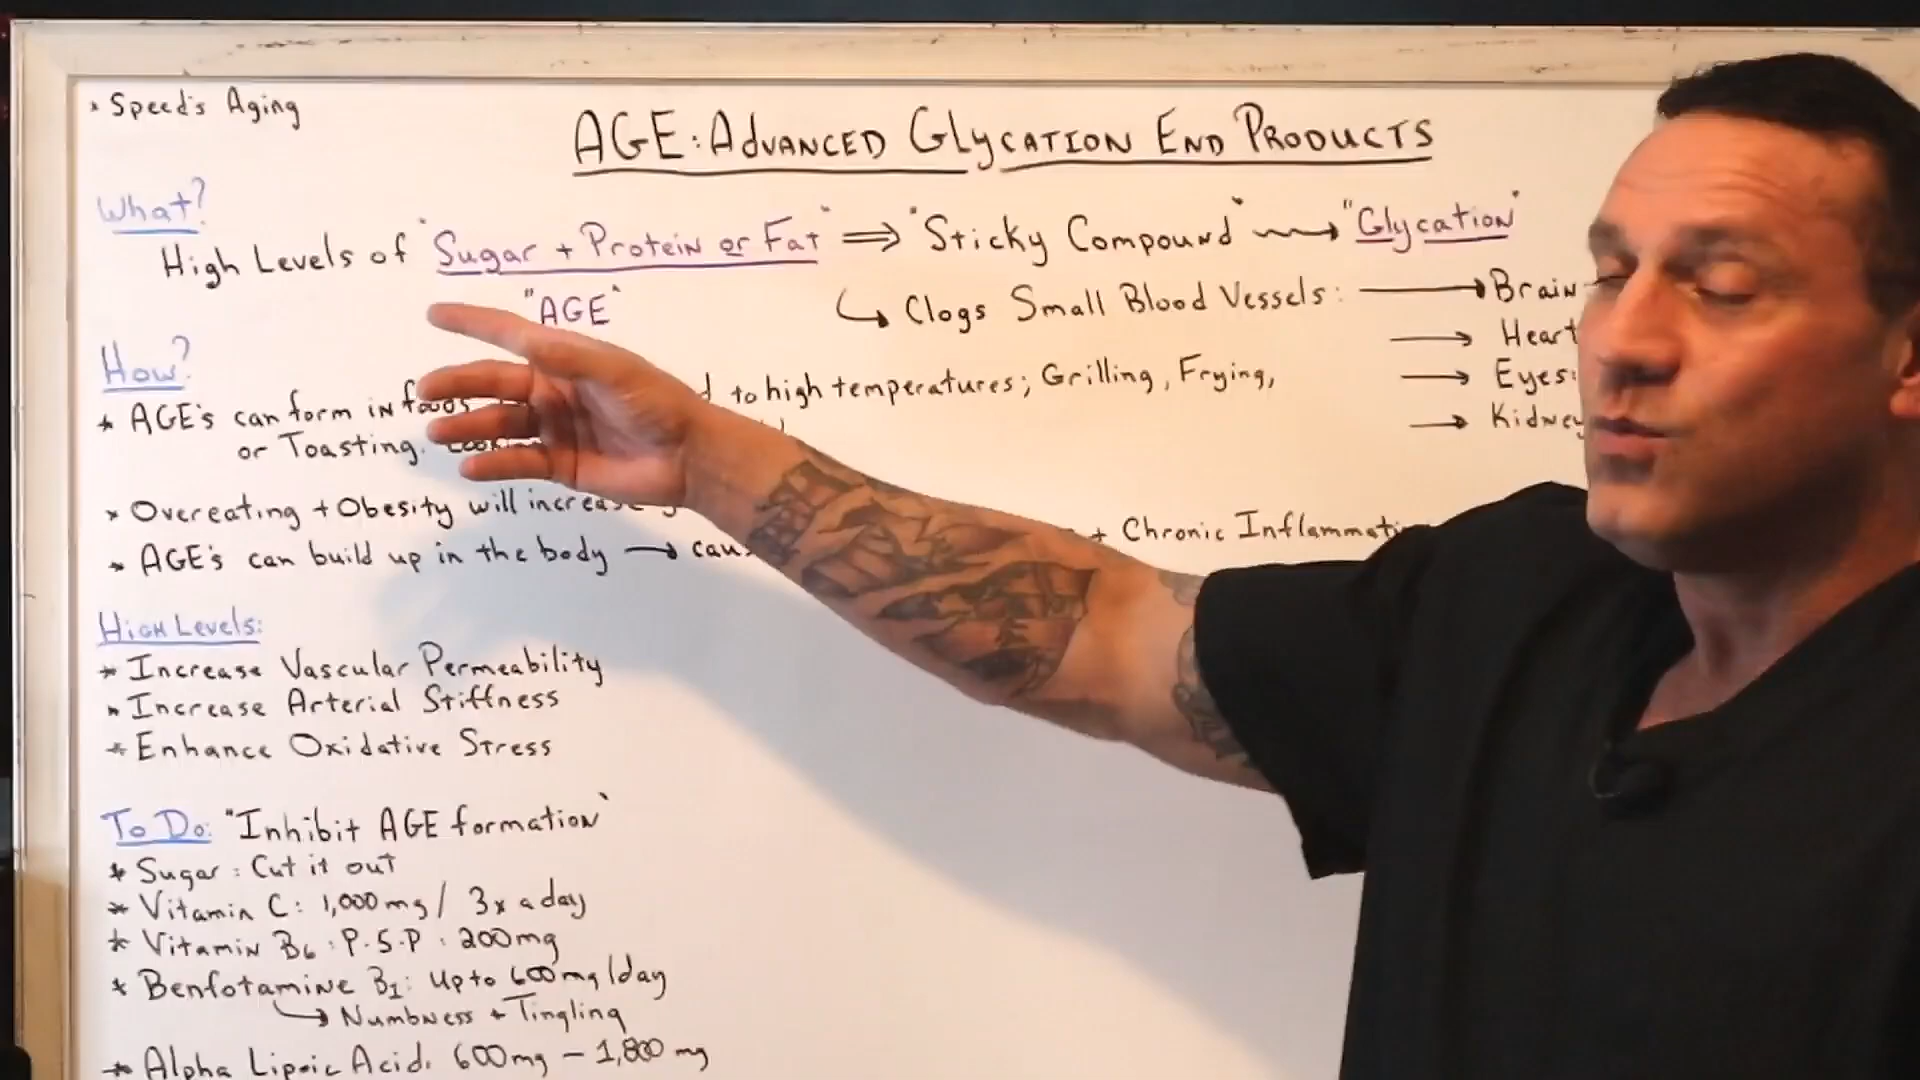 * Speed's Aging
AGE: ADVANCED GLYCATION END PRODUCTS
What?
High Levels of "Sugar + Protein or Fat" ⇒ "Sticky Compound" → "Glycation"
"AGE"
↳ Clogs Small Blood Vessels: → Brain
→ Heart
→ Eyes:
→ Kidney
How?
* AGE's can form in foods to high temperatures; Grilling, Frying,
or Toasting.
* Overeating + Obesity will increase
* AGE's can build up in the body → + Chronic
High Levels:
* Increase Vascular Permeability
* Increase Arterial Stiffness
* Enhance Oxidative Stress
To Do: "Inhibit AGE formation"
* Sugar: Cut it out
* Vitamin C: 1,000mg / 3x a day
* Vitamin B6: P.5.P: 200mg
* Benfotamine B1: Up to 600mg/day
↳ Numbness + Tingling
* Alpha Lipoic Acid: 600mg - 1,800 mg